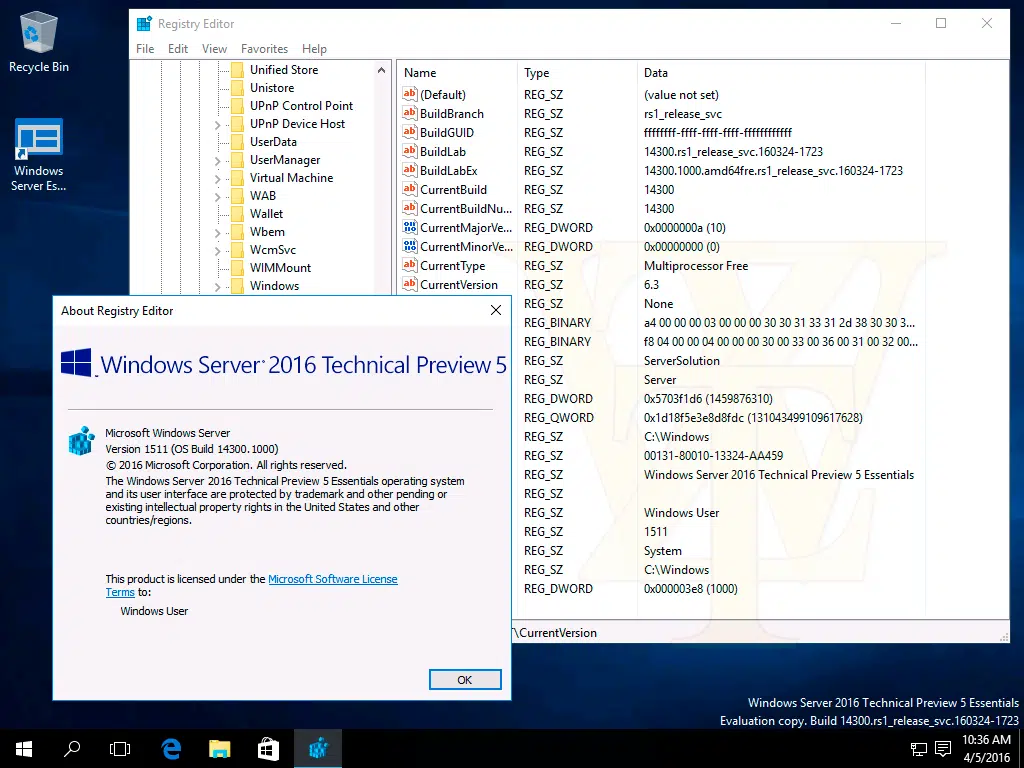 Recycle Bin
Windows
Server Es...
Registry Editor
File Edit View Favorites Help
Unified Store
Unistore
UPnP Control Point
UPnP Device Host
UserData
UserManager
Virtual Machine
WAB
Wallet
Wbem
WcmSvc
WIMMount
Windows
Name Type Data
(Default) REG_SZ (value not set)
BuildBranch REG_SZ rs1_release_svc
BuildGUID REG_SZ ffffffff-ffff-ffff-ffff-ffffffffffff
BuildLab REG_SZ 14300.rs1_release_svc.160324-1723
BuildLabEx REG_SZ 14300.1000.amd64fre.rs1_release_svc.160324-1723
CurrentBuild REG_SZ 14300
CurrentBuildNu... REG_SZ 14300
CurrentMajorVe... REG_DWORD 0x0000000a (10)
CurrentMinorVe... REG_DWORD 0x00000000 (0)
CurrentType REG_SZ Multiprocessor Free
CurrentVersion REG_SZ 6.3
REG_SZ None
REG_BINARY a4 00 00 00 03 00 00 00 30 30 31 33 31 2d 38 30 30 3...
REG_BINARY f8 04 00 00 04 00 00 00 30 00 33 00 36 00 31 00 32 00...
REG_SZ ServerSolution
REG_SZ Server
REG_DWORD 0x5703f1d6 (1459876310)
REG_QWORD 0x1d18f5e3e8d8fdc (131043499109617628)
REG_SZ C:\Windows
REG_SZ 00131-80010-13324-AA459
REG_SZ Windows Server 2016 Technical Preview 5 Essentials
REG_SZ
REG_SZ Windows User
REG_SZ 1511
REG_SZ System
REG_SZ C:\Windows
REG_DWORD 0x000003e8 (1000)
\CurrentVersion
About Registry Editor
Windows Server 2016 Technical Preview 5
Microsoft Windows Server
Version 1511 (OS Build 14300.1000)
© 2016 Microsoft Corporation. All rights reserved.
The Windows Server 2016 Technical Preview 5 Essentials operating system
and its user interface are protected by trademark and other pending or
existing intellectual property rights in the United States and other
countries/regions.
This product is licensed under the Microsoft Software License
Terms to:
Windows User
OK
Windows Server 2016 Technical Preview 5 Essentials
Evaluation copy. Build 14300.rs1_release_svc.160324-1723
10:36 AM
4/5/2016